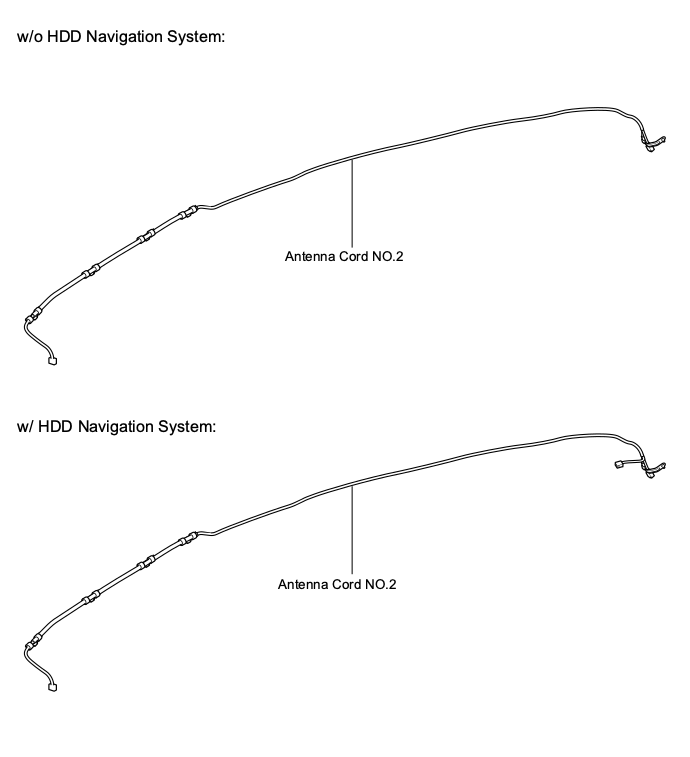 w/o HDD Navigation System:
Antenna Cord NO.2
w/ HDD Navigation System:
Antenna Cord NO.2